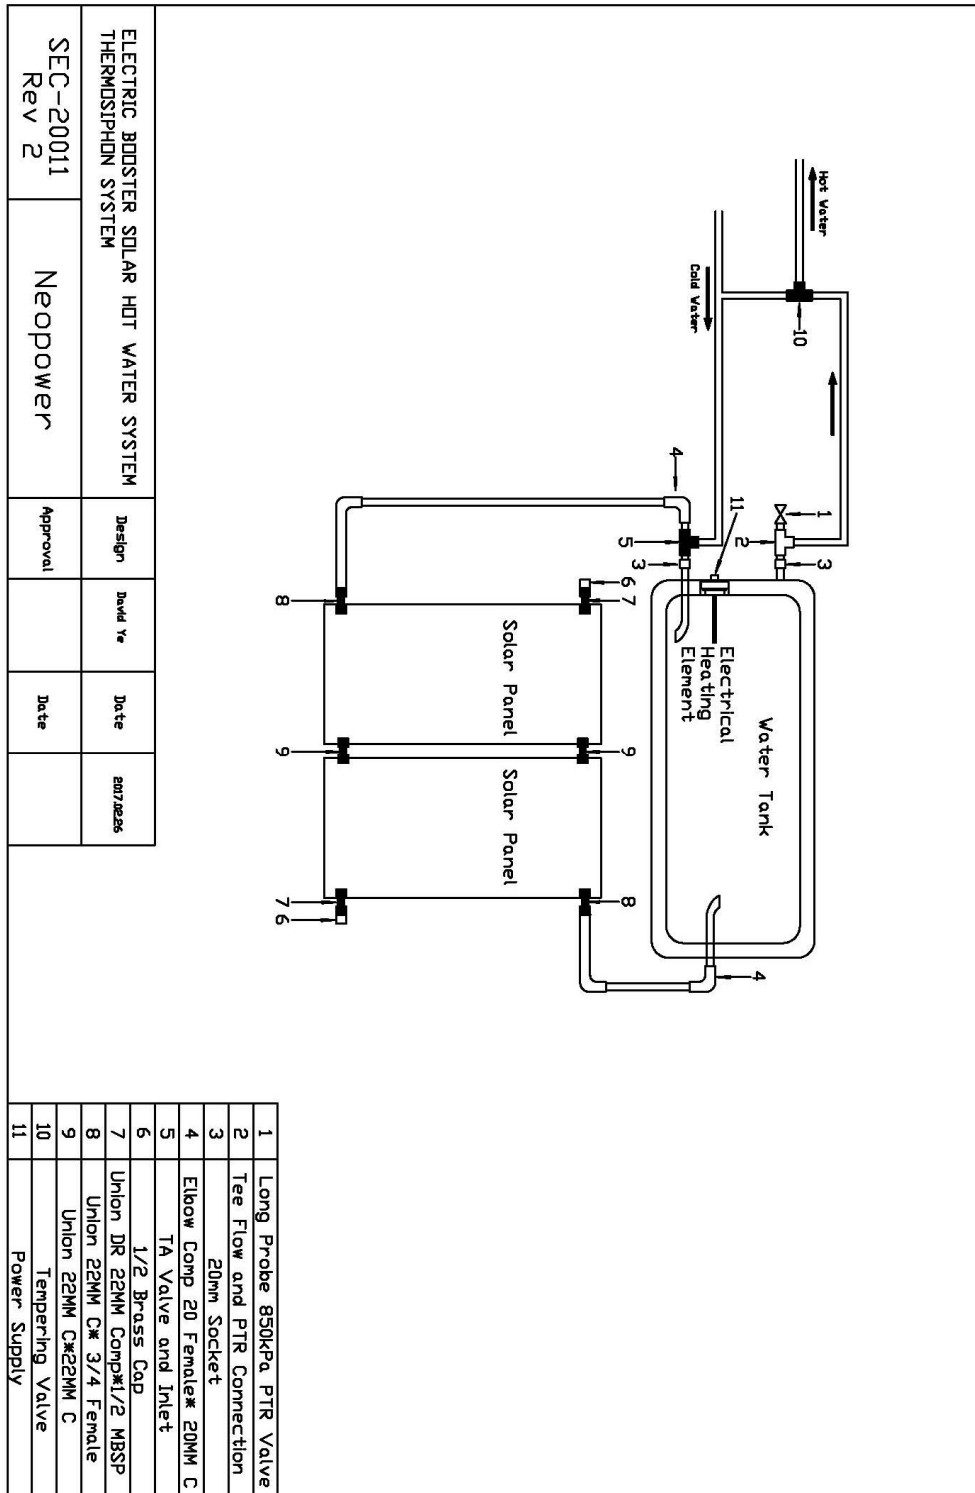 Hot Water
Cold Water
10
1
2
3
11
4
5
3
6
7
8
Electrical
Heating
Element
Water Tank
Solar Panel
Solar Panel
9
9
8
7
6
4
1 Long Probe 850kPa PTR Valve
2 Tee Flow and PTR Connection
3 20mm Socket
4 Elbow Comp 20 Female* 20MM C
5 TA Valve and Inlet
6 1/2 Brass Cap
7 Union DR 22MM Comp*1/2 MBSP
8 Union 22MM C* 3/4 Female
9 Union 22MM C*22MM C
10 Tempering Valve
11 Power Supply
ELECTRIC BOOSTER SOLAR HOT WATER SYSTEM
THERMOSIPHON SYSTEM
Design
David Ye
Date
2017.02.26
SEC-20011
Rev 2
Neopower
Approval
Date